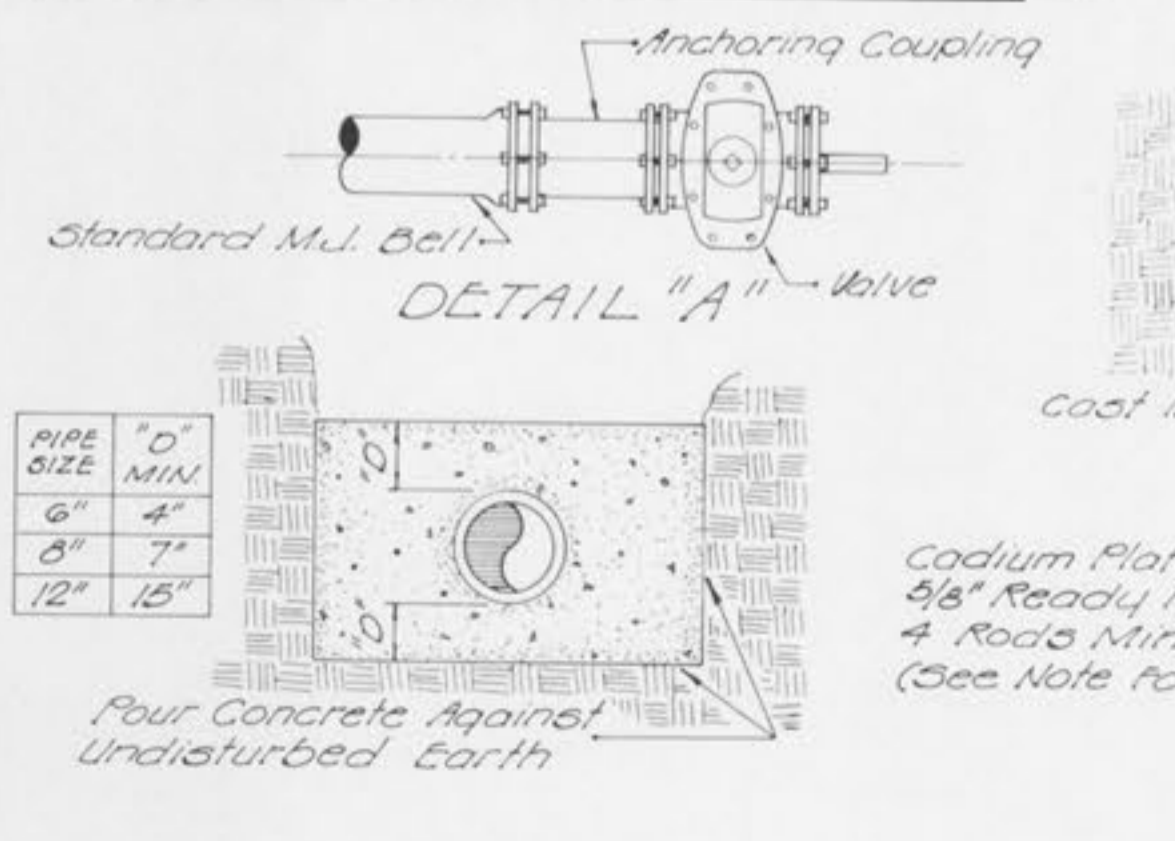 Anchoring Coupling
Standard M.J. Bell
DETAIL "A"
Valve
PIPE SIZE "D" MIN.
6" 4"
8" 7"
12" 15"
"D"
"D"
Pour Concrete Against
Undisturbed Earth
Cast
Cadium Plat
5/8" Ready
4 Rods Min
(See Note Fo